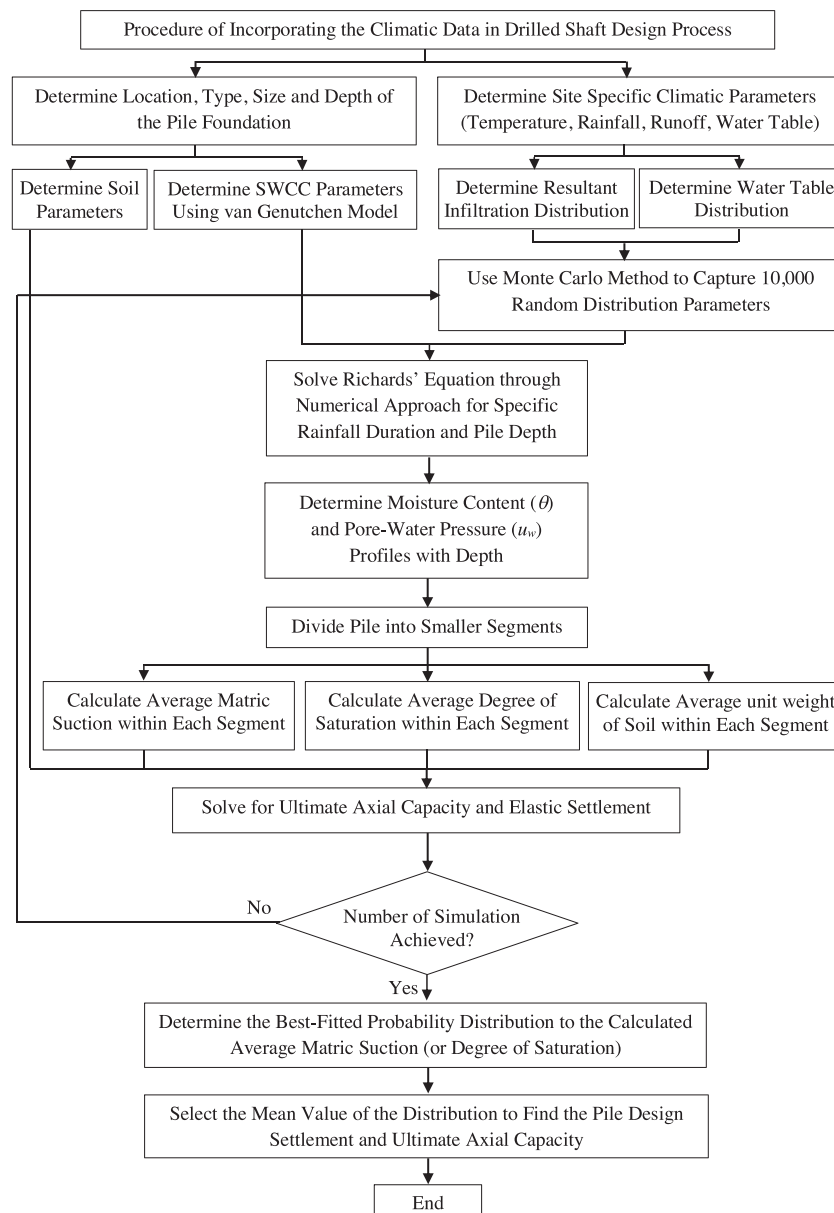 Procedure of Incorporating the Climatic Data in Drilled Shaft Design Process
Determine Location, Type, Size and Depth of
the Pile Foundation
Determine Site Specific Climatic Parameters
(Temperature, Rainfall, Runoff, Water Table)
Determine Soil
Parameters
Determine SWCC Parameters
Using van Genutchen Model
Determine Resultant
Infiltration Distribution
Determine Water Table
Distribution
Use Monte Carlo Method to Capture 10,000
Random Distribution Parameters
Solve Richards’ Equation through
Numerical Approach for Specific
Rainfall Duration and Pile Depth
Determine Moisture Content (θ)
and Pore-Water Pressure (u_w)
Profiles with Depth
Divide Pile into Smaller Segments
Calculate Average Matric
Suction within Each Segment
Calculate Average Degree of
Saturation within Each Segment
Calculate Average unit weight
of Soil within Each Segment
Solve for Ultimate Axial Capacity and Elastic Settlement
No
Number of Simulation
Achieved?
Yes
Determine the Best-Fitted Probability Distribution to the Calculated
Average Matric Suction (or Degree of Saturation)
Select the Mean Value of the Distribution to Find the Pile Design
Settlement and Ultimate Axial Capacity
End